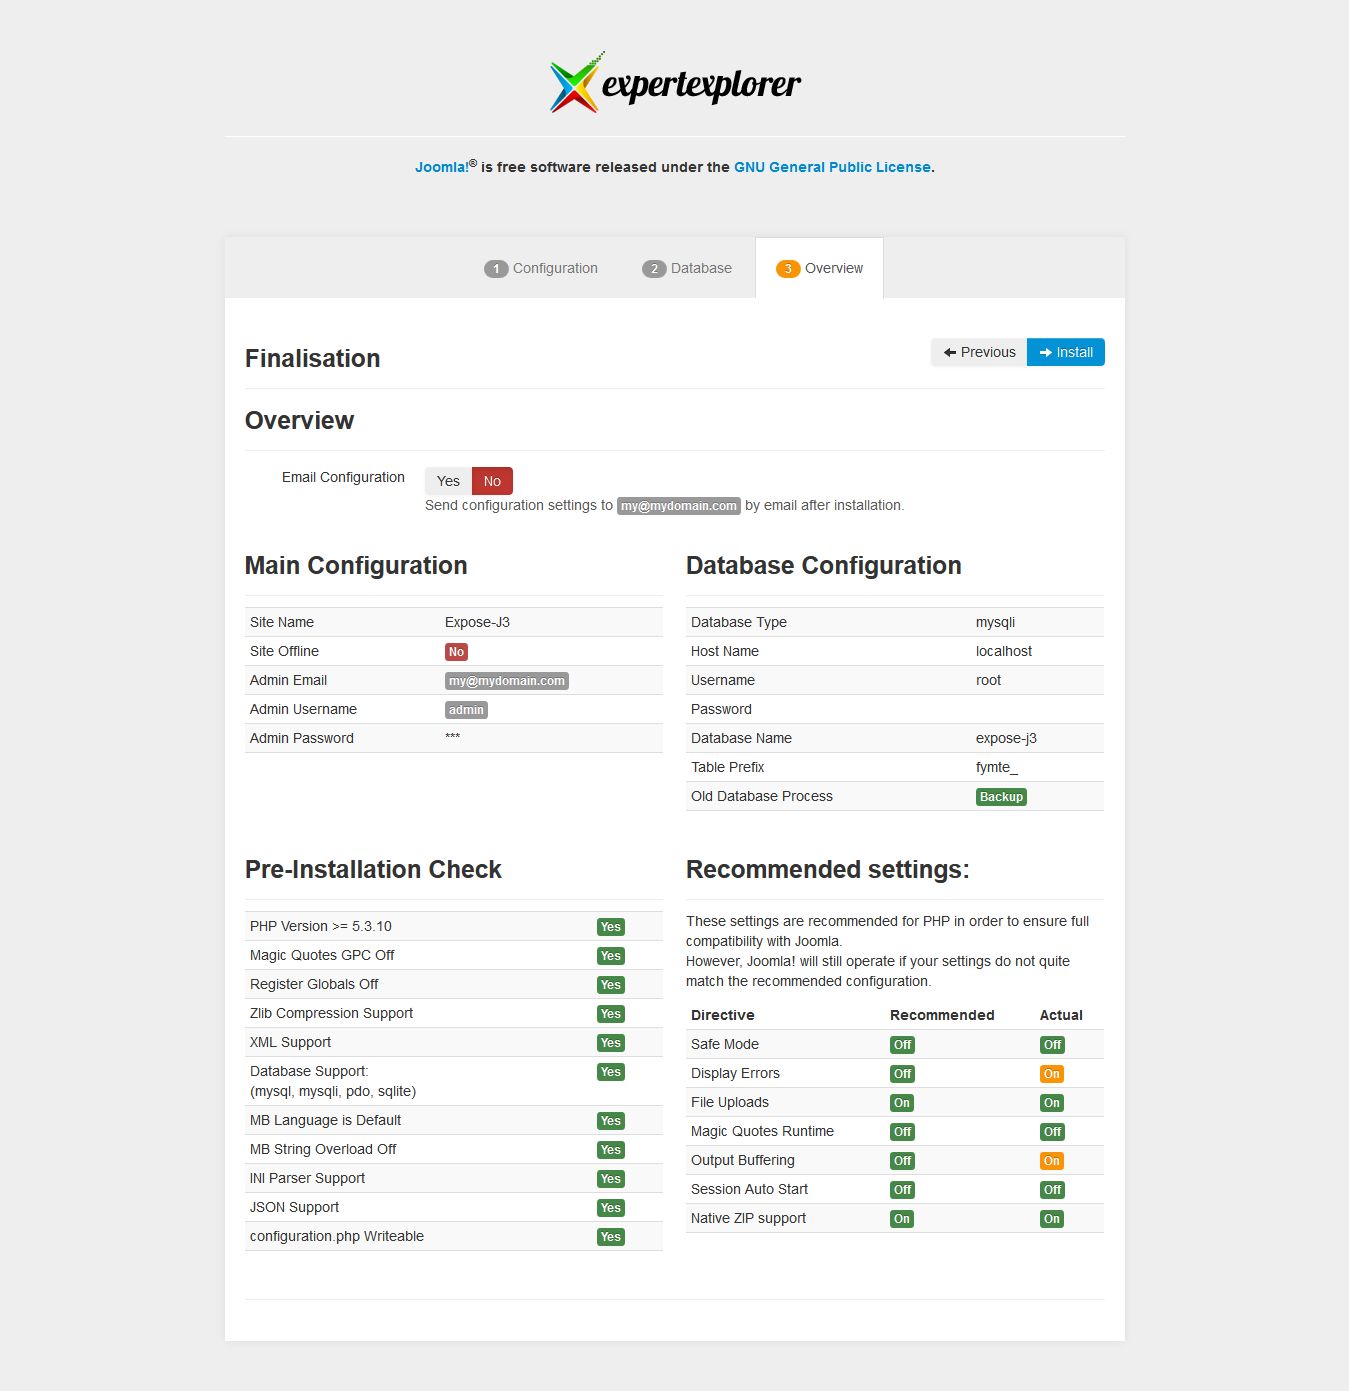 expertexplorer
Joomla!® is free software released under the GNU General Public License.
1 Configuration
2 Database
3 Overview
Finalisation
Previous
Install
Overview
Email Configuration
Yes
No
Send configuration settings to my@mydomain.com by email after installation.
Main Configuration
Site Name Expose-J3
Site Offline No
Admin Email my@mydomain.com
Admin Username admin
Admin Password ***
Database Configuration
Database Type mysqli
Host Name localhost
Username root
Password
Database Name expose-j3
Table Prefix fymte_
Old Database Process Backup
Pre-Installation Check
PHP Version >= 5.3.10 Yes
Magic Quotes GPC Off Yes
Register Globals Off Yes
Zlib Compression Support Yes
XML Support Yes
Database Support: Yes
(mysql, mysqli, pdo, sqlite)
MB Language is Default Yes
MB String Overload Off Yes
INI Parser Support Yes
JSON Support Yes
configuration.php Writeable Yes
Recommended settings:
These settings are recommended for PHP in order to ensure full
compatibility with Joomla.
However, Joomla! will still operate if your settings do not quite
match the recommended configuration.
Directive Recommended Actual
Safe Mode Off Off
Display Errors Off On
File Uploads On On
Magic Quotes Runtime Off Off
Output Buffering Off On
Session Auto Start Off Off
Native ZIP support On On